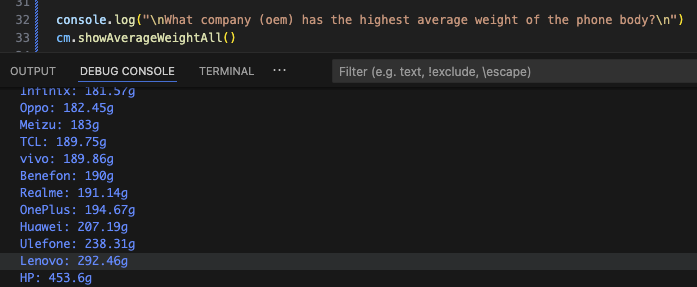 31
32 console.log("\nWhat company (oem) has the highest average weight of the phone body?\n")
33 cm.showAverageWeightAll()
OUTPUT DEBUG CONSOLE TERMINAL ··· Filter (e.g. text, !exclude, \escape)
Infinix: 181.57g
Oppo: 182.45g
Meizu: 183g
TCL: 189.75g
vivo: 189.86g
Benefon: 190g
Realme: 191.14g
OnePlus: 194.67g
Huawei: 207.19g
Ulefone: 238.31g
Lenovo: 292.46g
HP: 453.6g